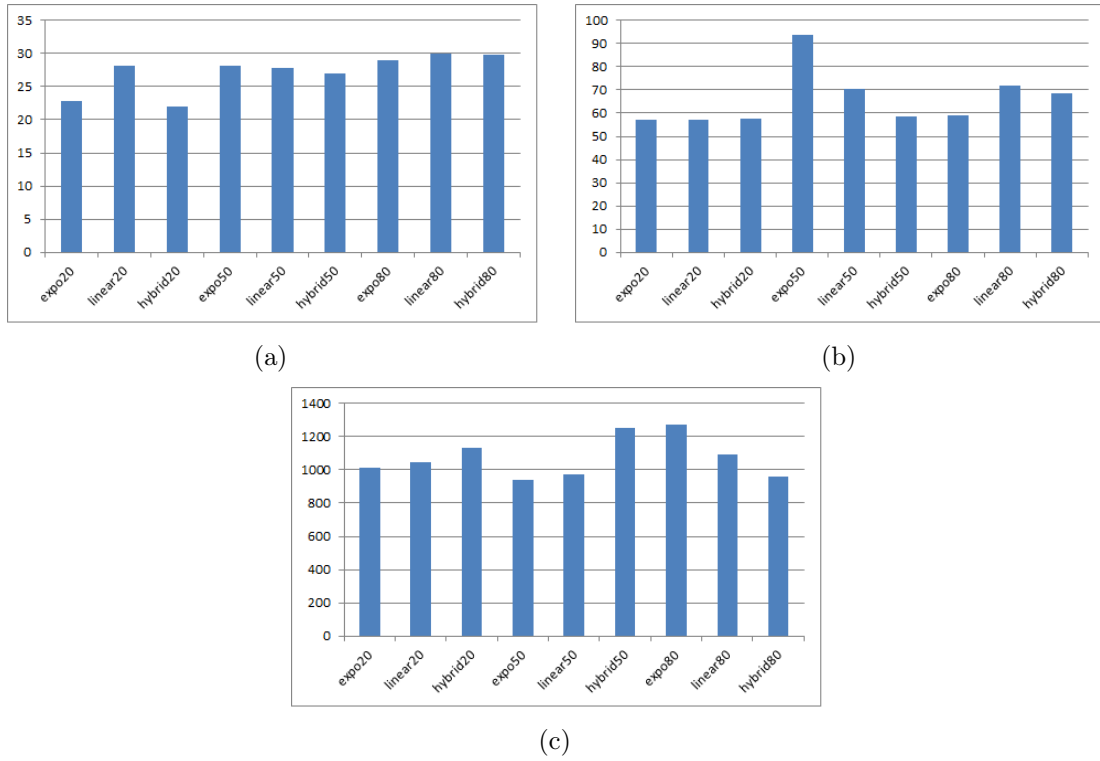 35
30
25
20
15
10
5
0
expo20
linear20
hybrid20
expo50
linear50
hybrid50
expo80
linear80
hybrid80
(a)
100
90
80
70
60
50
40
30
20
10
0
expo20
linear20
hybrid20
expo50
linear50
hybrid50
expo80
linear80
hybrid80
(b)
1400
1200
1000
800
600
400
200
0
expo20
linear20
hybrid20
expo50
linear50
hybrid50
expo80
linear80
hybrid80
(c)